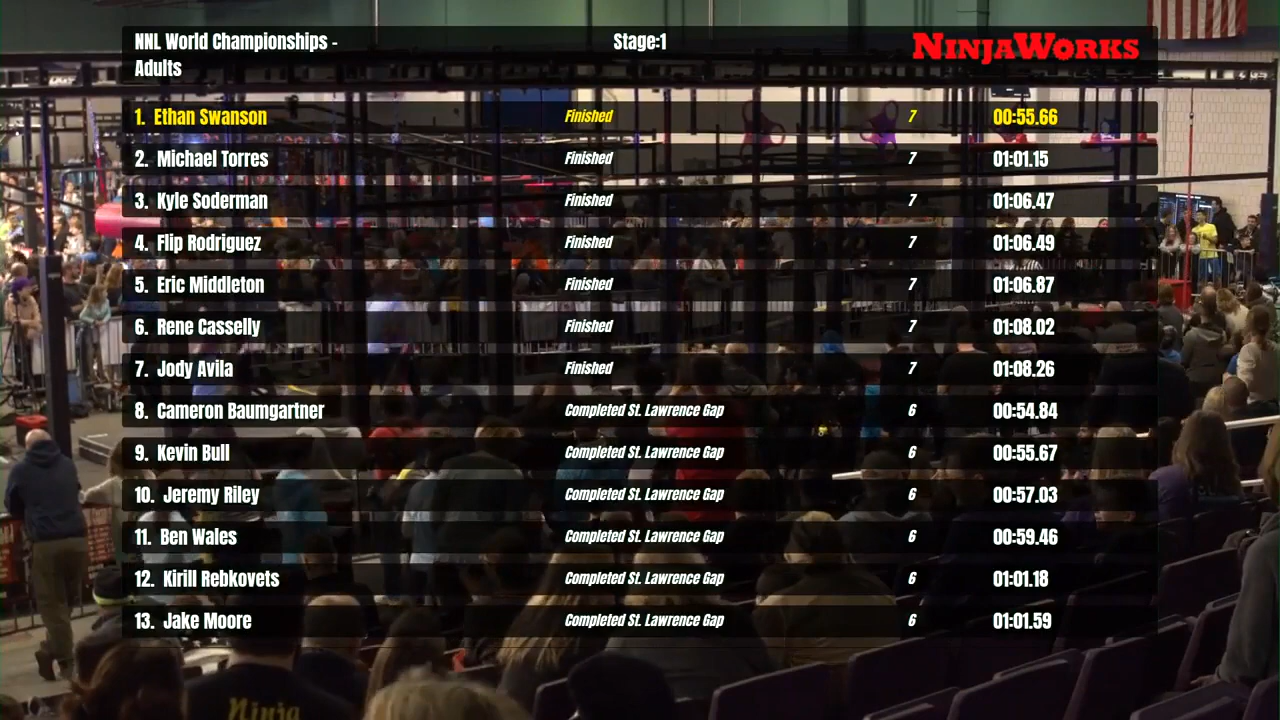 NNL World Championships - Stage:1 NINJAWORKS
Adults
1. Ethan Swanson Finished 7 00:55.66
2. Michael Torres Finished 7 01:01.15
3. Kyle Soderman Finished 7 01:06.47
4. Flip Rodriguez Finished 7 01:06.49
5. Eric Middleton Finished 7 01:06.87
6. Rene Casselly Finished 7 01:08.02
7. Jody Avila Finished 7 01:08.26
8. Cameron Baumgartner Completed St. Lawrence Gap 6 00:54.84
9. Kevin Bull Completed St. Lawrence Gap 6 00:55.67
10. Jeremy Riley Completed St. Lawrence Gap 6 00:57.03
11. Ben Wales Completed St. Lawrence Gap 6 00:59.46
12. Kirill Rebkovets Completed St. Lawrence Gap 6 01:01.18
13. Jake Moore Completed St. Lawrence Gap 6 01:01.59
Ninja